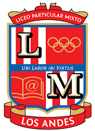 LICEO PARTICULAR MIXTO
L
UBI LABOR IBI VIRTUS
M
LOS ANDES